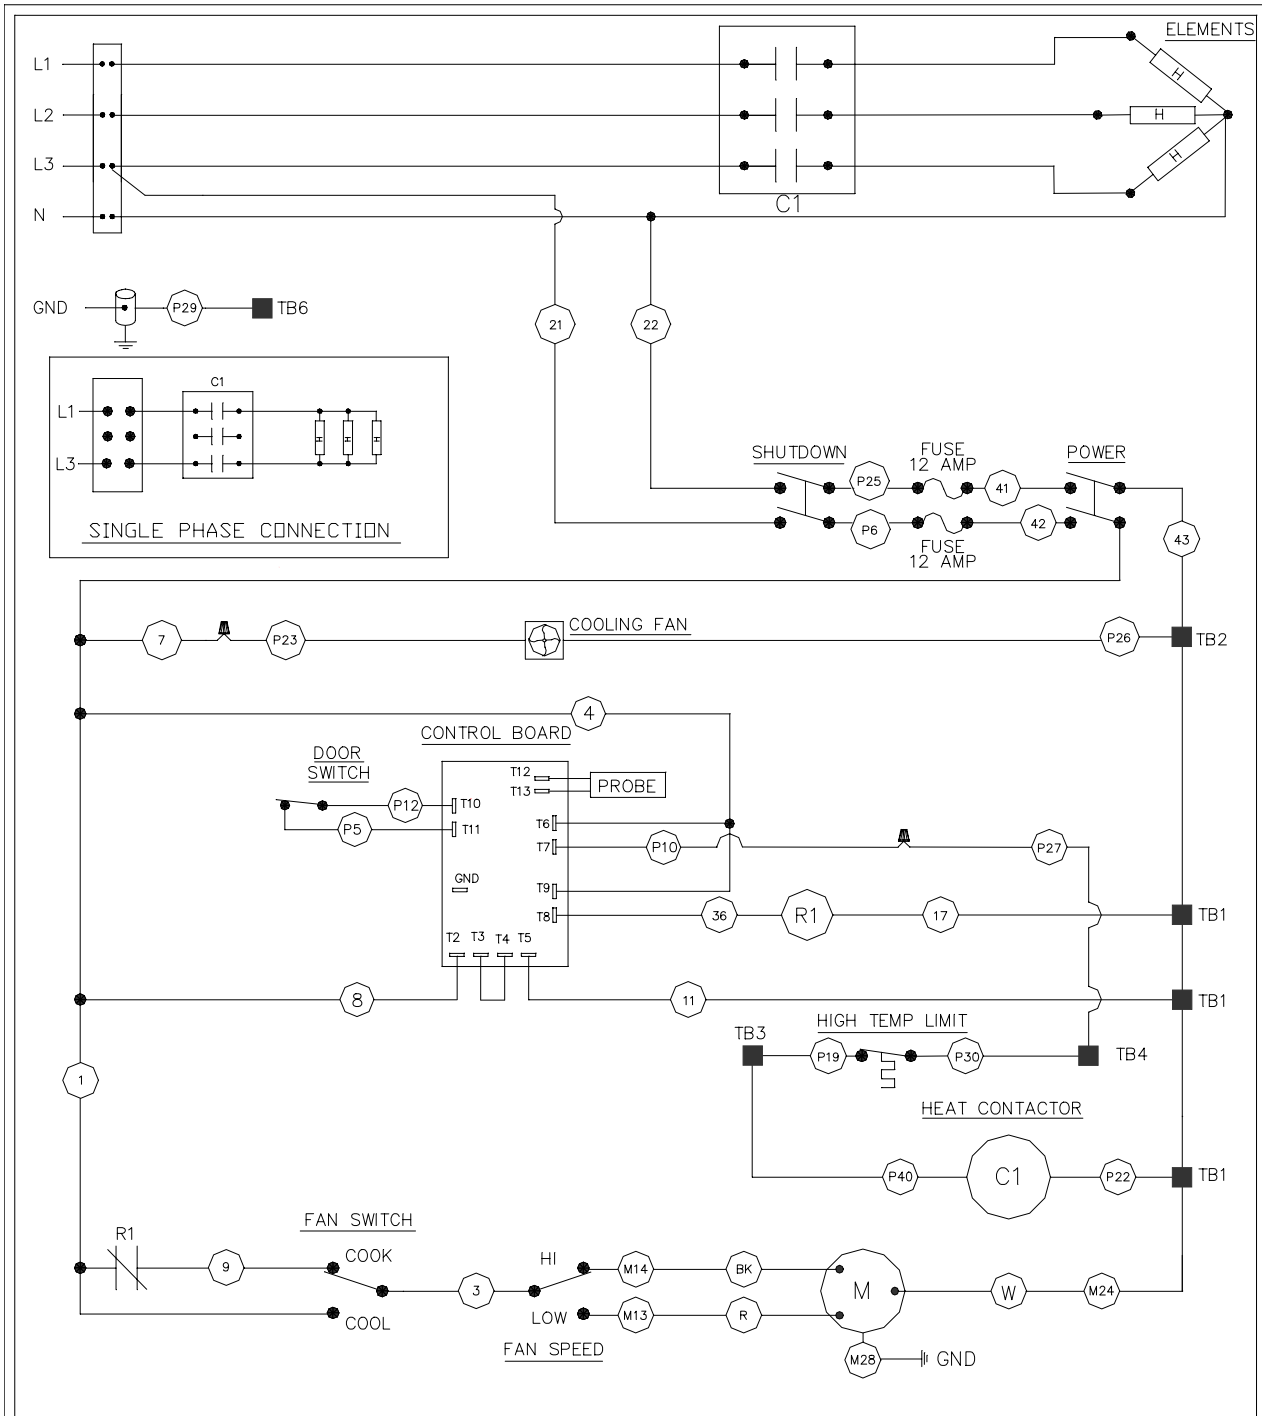 ELEMENTS
L1
H
L2
H
L3
H
C1
N
GND
P29
TB6
21
22
C1
L1
H H H
L3
SINGLE PHASE CONNECTION
SHUTDOWN
FUSE
12 AMP
POWER
P25
41
P6
42
FUSE
12 AMP
43
7
P23
COOLING FAN
P26
TB2
4
CONTROL BOARD
DOOR
SWITCH
T12
T13
PROBE
P12
T10
P5
T11
T6
T7
P10
P27
GND
T9
T8
36
R1
17
TB1
T2
T3
T4
T5
8
11
TB1
HIGH TEMP LIMIT
TB3
P19
P30
TB4
1
HEAT CONTACTOR
P40
C1
P22
TB1
FAN SWITCH
R1
9
COOK
COOL
3
HI
LOW
FAN SPEED
M14
BK
M13
R
M
W
M24
M28
GND